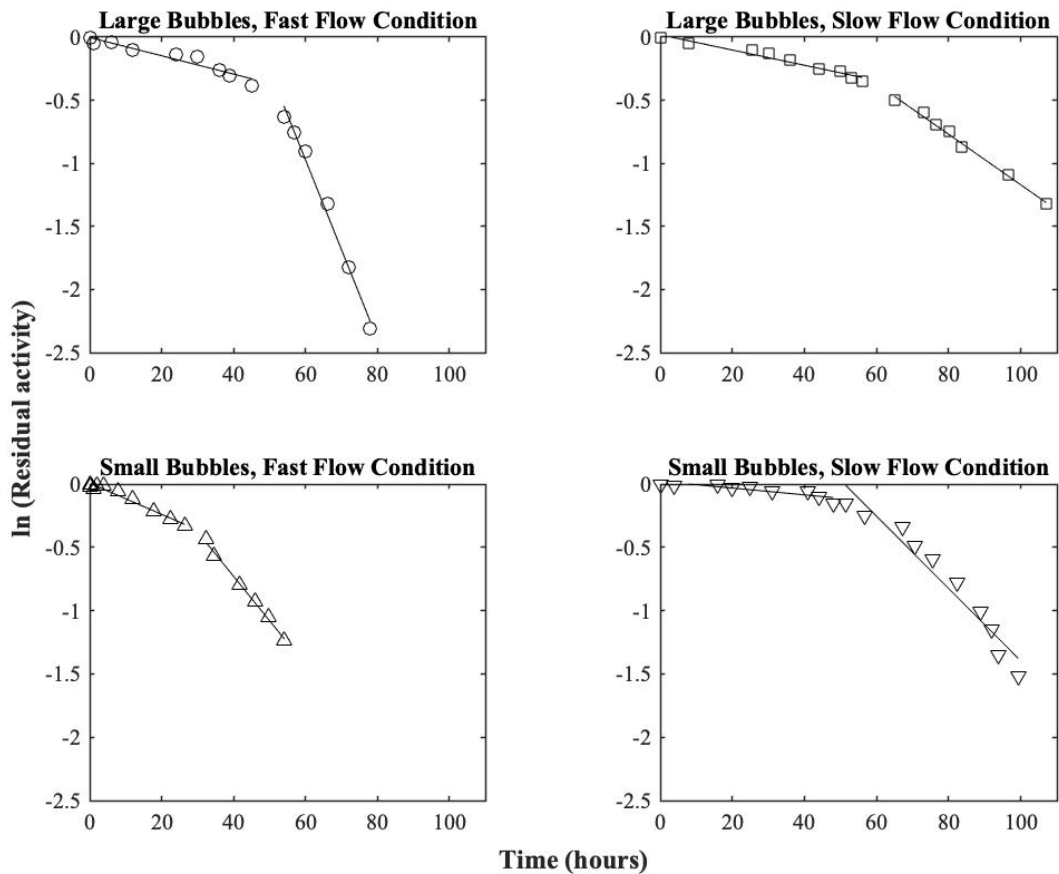 Large Bubbles, Fast Flow Condition
0
-0.5
-1
-1.5
-2
-2.5
0 20 40 60 80 100
Large Bubbles, Slow Flow Condition
0
-0.5
-1
-1.5
-2
-2.5
0 20 40 60 80 100
ln (Residual activity)
Small Bubbles, Fast Flow Condition
0
-0.5
-1
-1.5
-2
-2.5
0 20 40 60 80 100
Small Bubbles, Slow Flow Condition
0
-0.5
-1
-1.5
-2
-2.5
0 20 40 60 80 100
Time (hours)